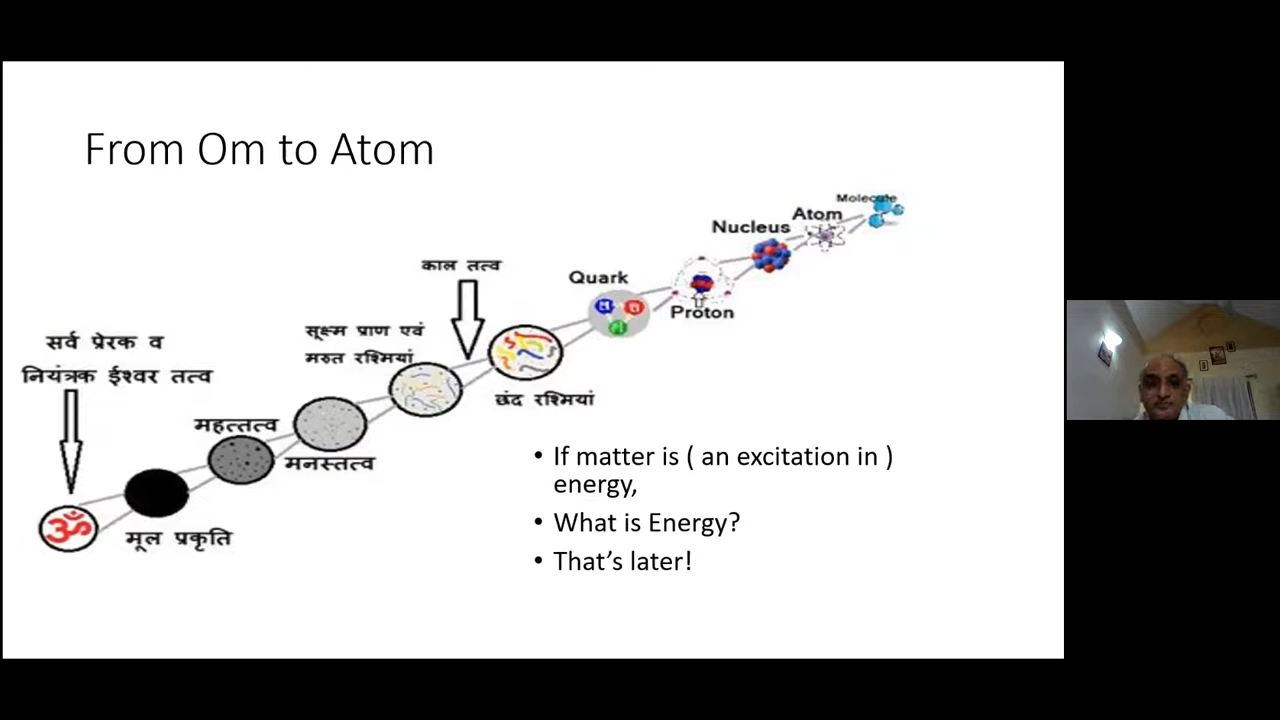 From Om to Atom
Molecule
Atom
Nucleus
काल तत्व
Quark
Proton
सूक्ष्म प्राण एवं
मरुत रश्मियां
सर्व प्रेरक व
नियंत्रक ईश्वर तत्व
छंद रश्मियां
महत्तत्व
मनस्तत्व
ॐ
मूल प्रकृति
• If matter is ( an excitation in )
energy,
• What is Energy?
• That’s later!